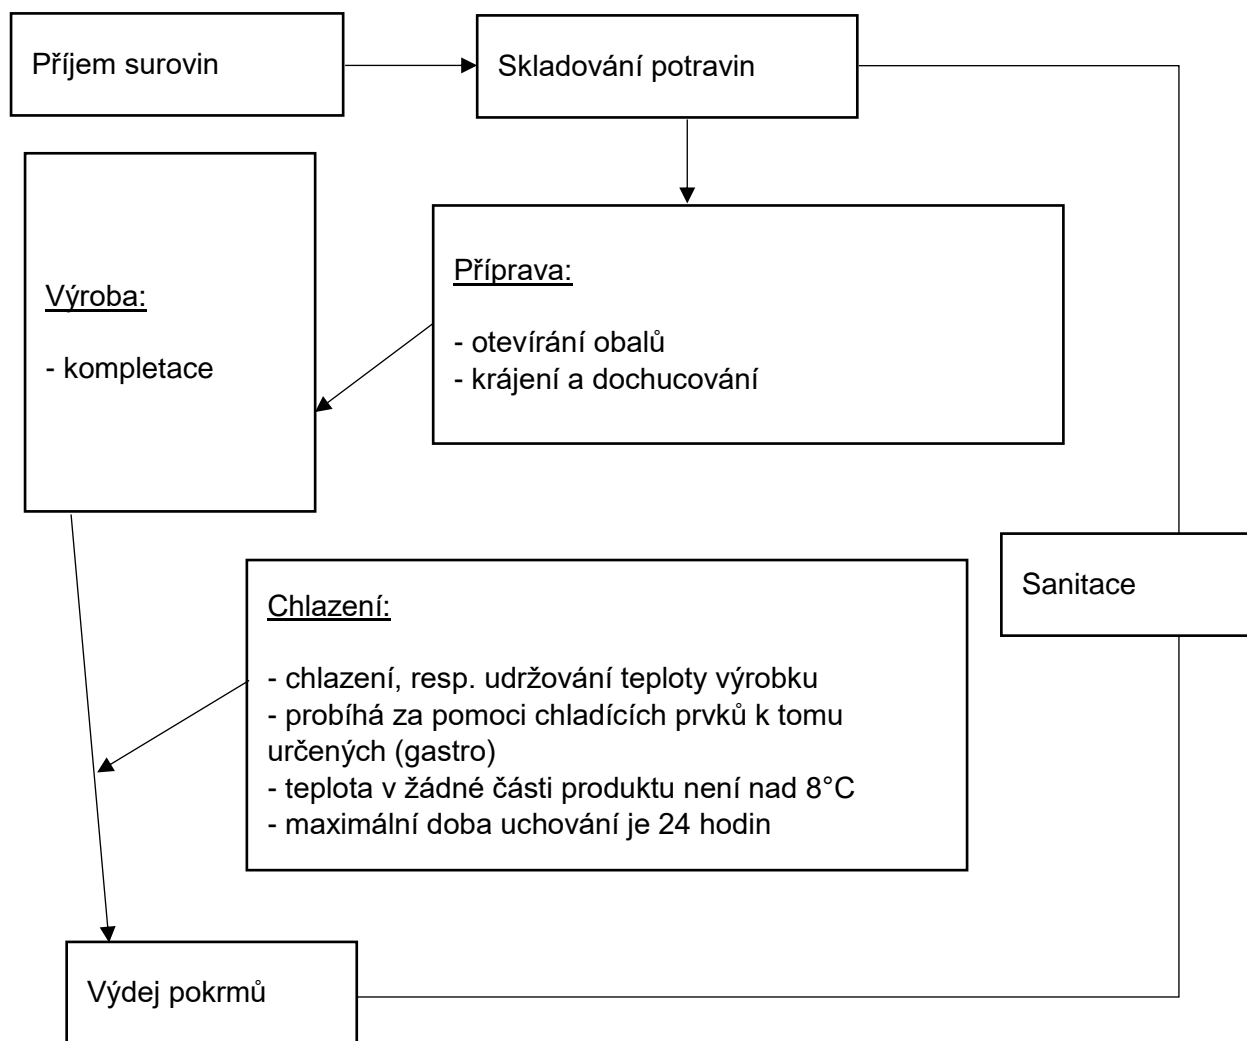 Příjem surovin
Skladování potravin
Příprava:
- otevírání obalů
- krájení a dochucování
Výroba:
- kompletace
Sanitace
Chlazení:
- chlazení, resp. udržování teploty výrobku
- probíhá za pomoci chladících prvků k tomu
určených (gastro)
- teplota v žádné části produktu není nad 8°C
- maximální doba uchování je 24 hodin
Výdej pokrmů